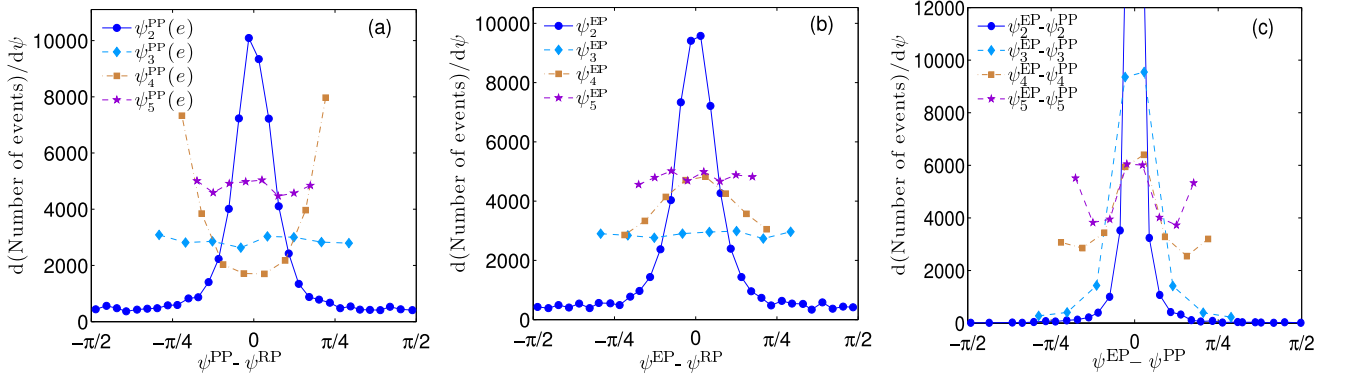 (a)
ψ₂ᴾᴾ(e)
ψ₃ᴾᴾ(e)
ψ₄ᴾᴾ(e)
ψ₅ᴾᴾ(e)
d(Number of events)/dψ
10000
8000
6000
4000
2000
0
−π/2 −π/4 0 π/4 π/2
ψᴾᴾ- ψᴿᴾ
(b)
ψ₂ᴱᴾ
ψ₃ᴱᴾ
ψ₄ᴱᴾ
ψ₅ᴱᴾ
d(Number of events)/dψ
10000
8000
6000
4000
2000
0
−π/2 −π/4 0 π/4 π/2
ψᴱᴾ- ψᴿᴾ
(c)
ψ₂ᴱᴾ-ψ₂ᴾᴾ
ψ₃ᴱᴾ-ψ₃ᴾᴾ
ψ₄ᴱᴾ-ψ₄ᴾᴾ
ψ₅ᴱᴾ-ψ₅ᴾᴾ
d(Number of events)/dψ
12000
10000
8000
6000
4000
2000
0
−π/2 −π/4 0 π/4 π/2
ψᴱᴾ− ψᴾᴾ